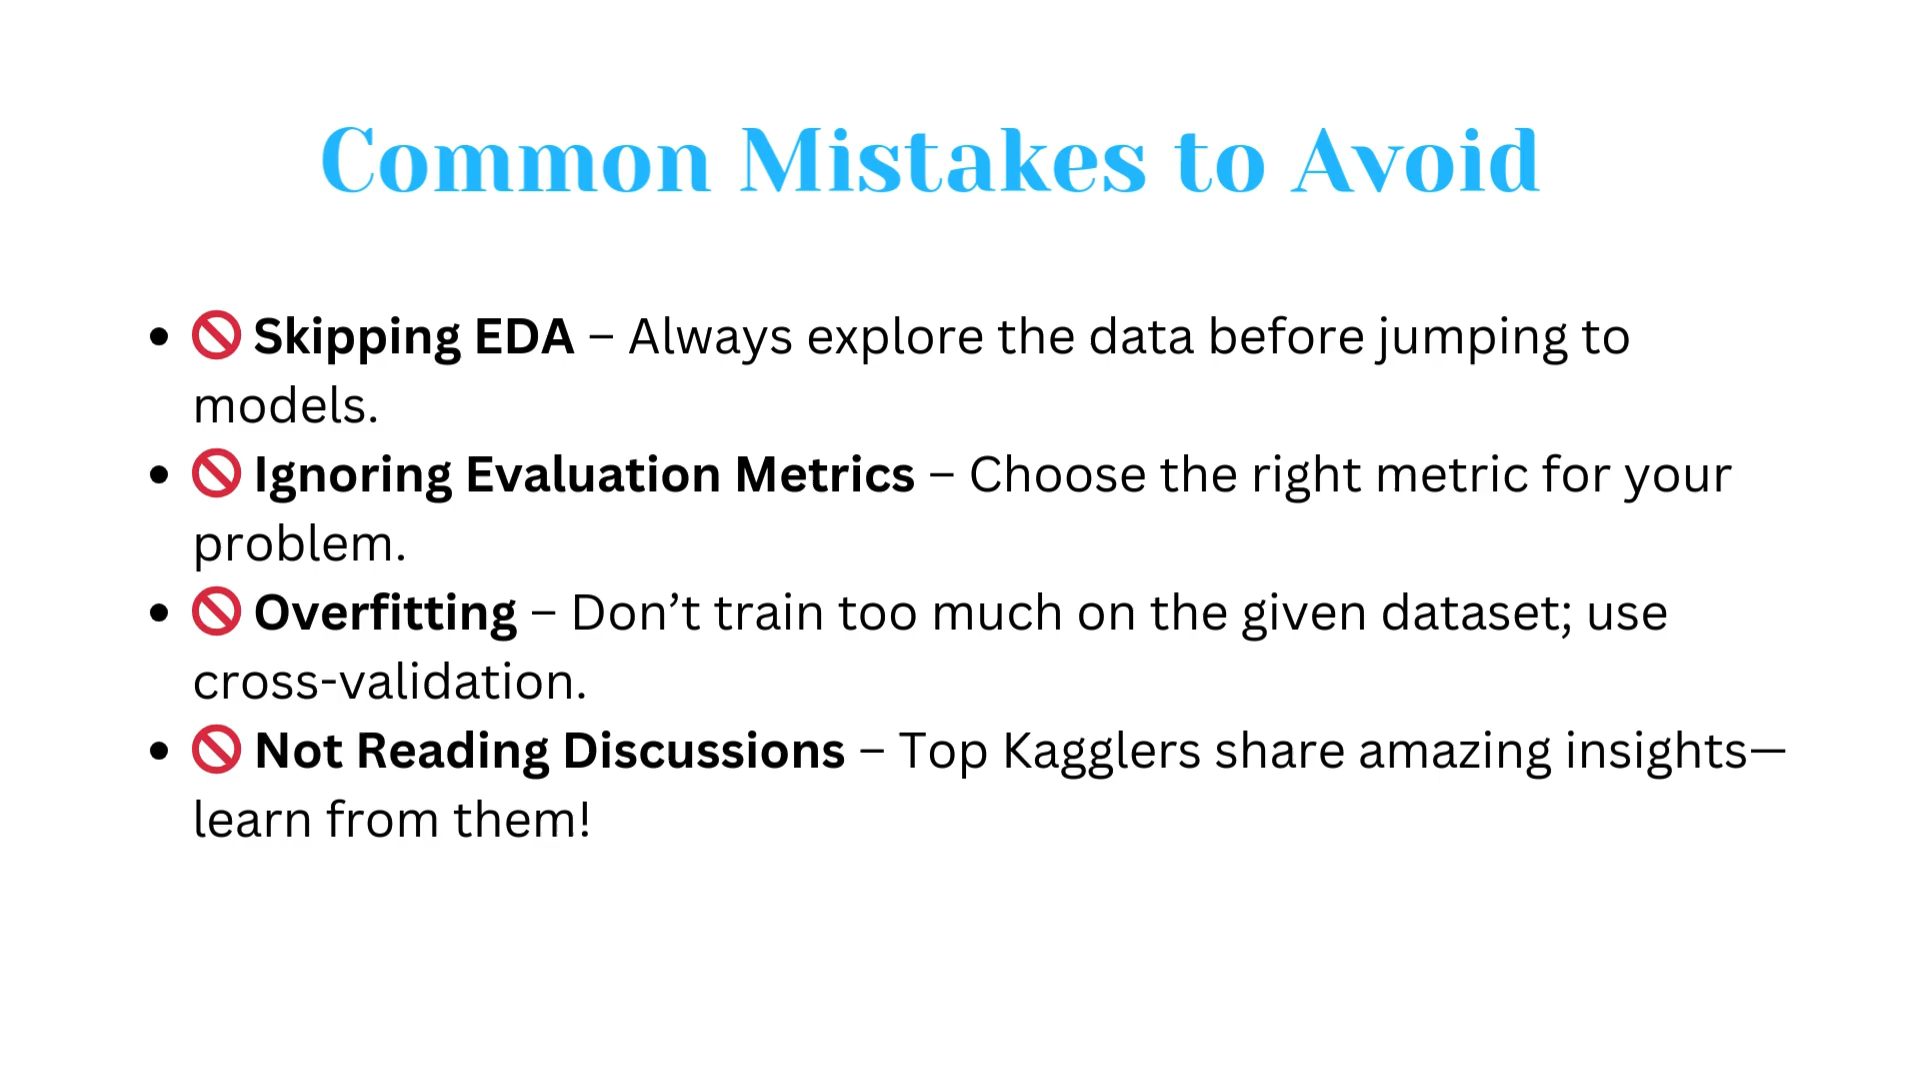 Common Mistakes to Avoid
• 🚫 Skipping EDA – Always explore the data before jumping to
models.
• 🚫 Ignoring Evaluation Metrics – Choose the right metric for your
problem.
• 🚫 Overfitting – Don’t train too much on the given dataset; use
cross-validation.
• 🚫 Not Reading Discussions – Top Kagglers share amazing insights—
learn from them!